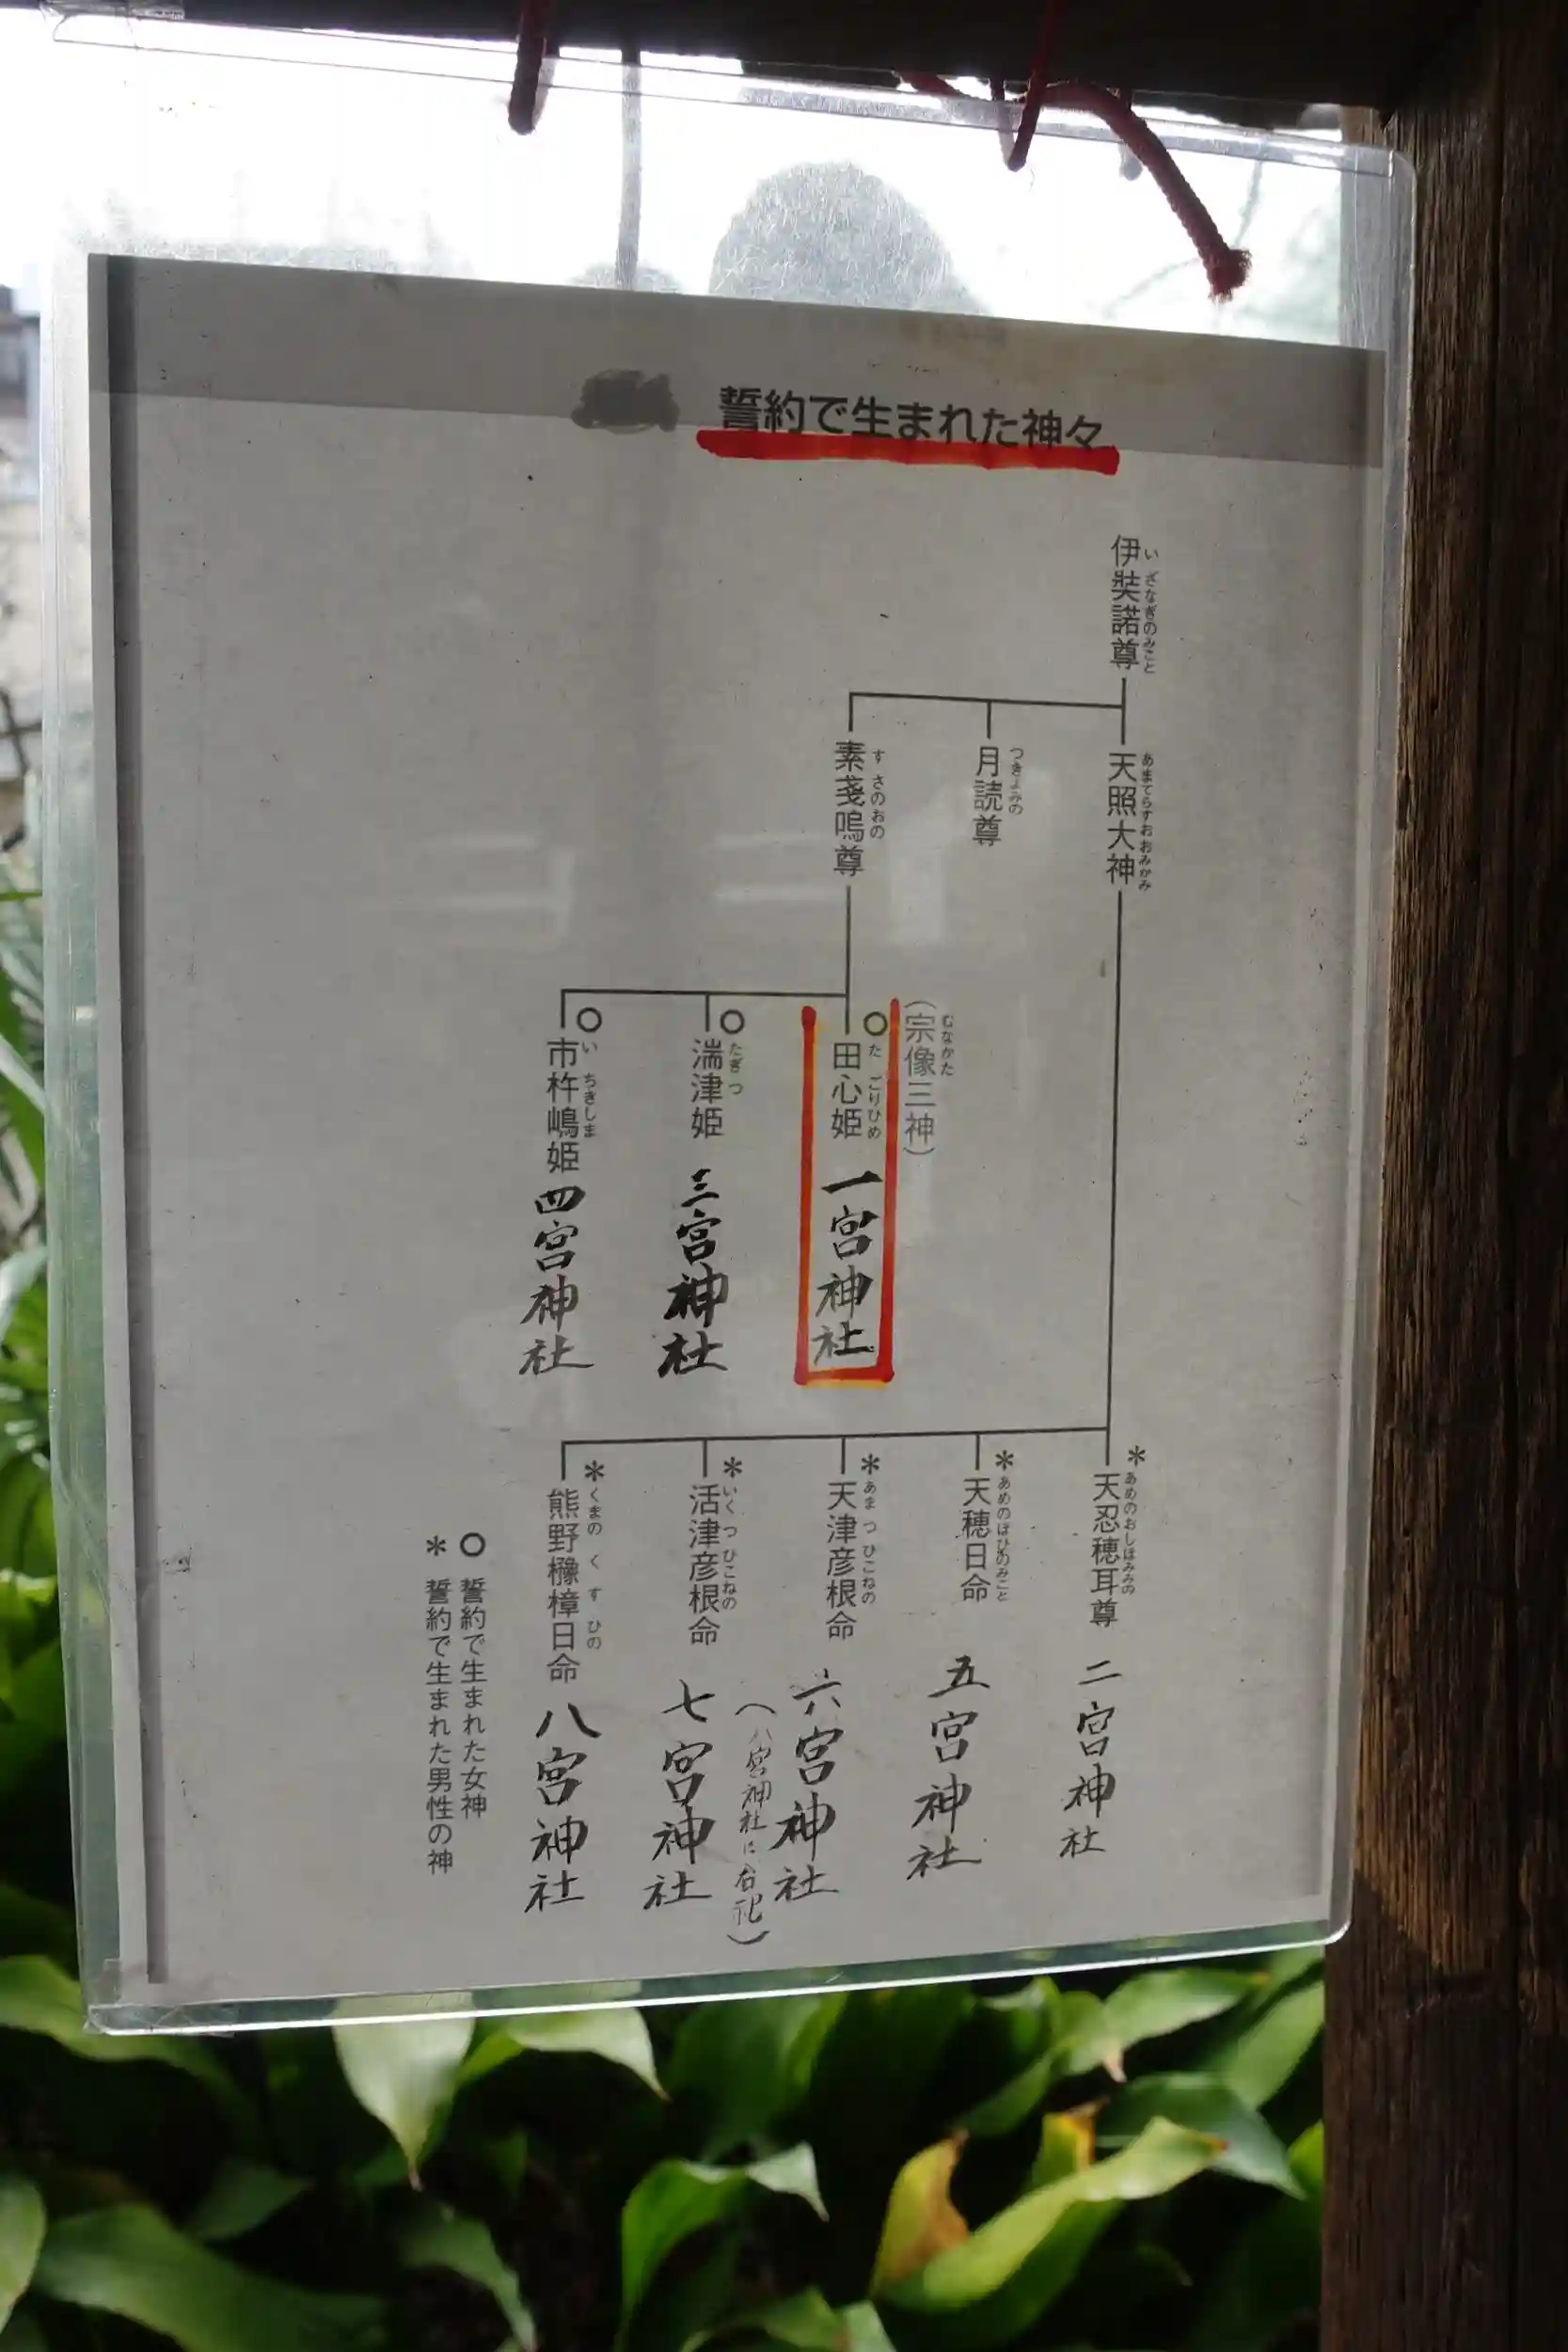 誓約で生まれた神々
伊奘諾尊
いざなぎのみこと
天照大神
あまてらすおおみかみ
月読尊
つきよみの
素戔嗚尊
すさのおの
(宗像三神)
むなかた
○田心姫 一宮神社
たごりひめ
○湍津姫 三宮神社
たぎつ
○市杵嶋姫 四宮神社
いちきしま
*天忍穂耳尊 二宮神社
あめのおしほみみの
*天穂日命 五宮神社
あめのほひのみこと
*天津彦根命 六宮神社
あまつひこねの
(八宮神社に合祀)
*活津彦根命 七宮神社
いくつひこねの
*熊野櫲樟日命 八宮神社
くまのくすひの
○ 誓約で生まれた女神
* 誓約で生まれた男性の神